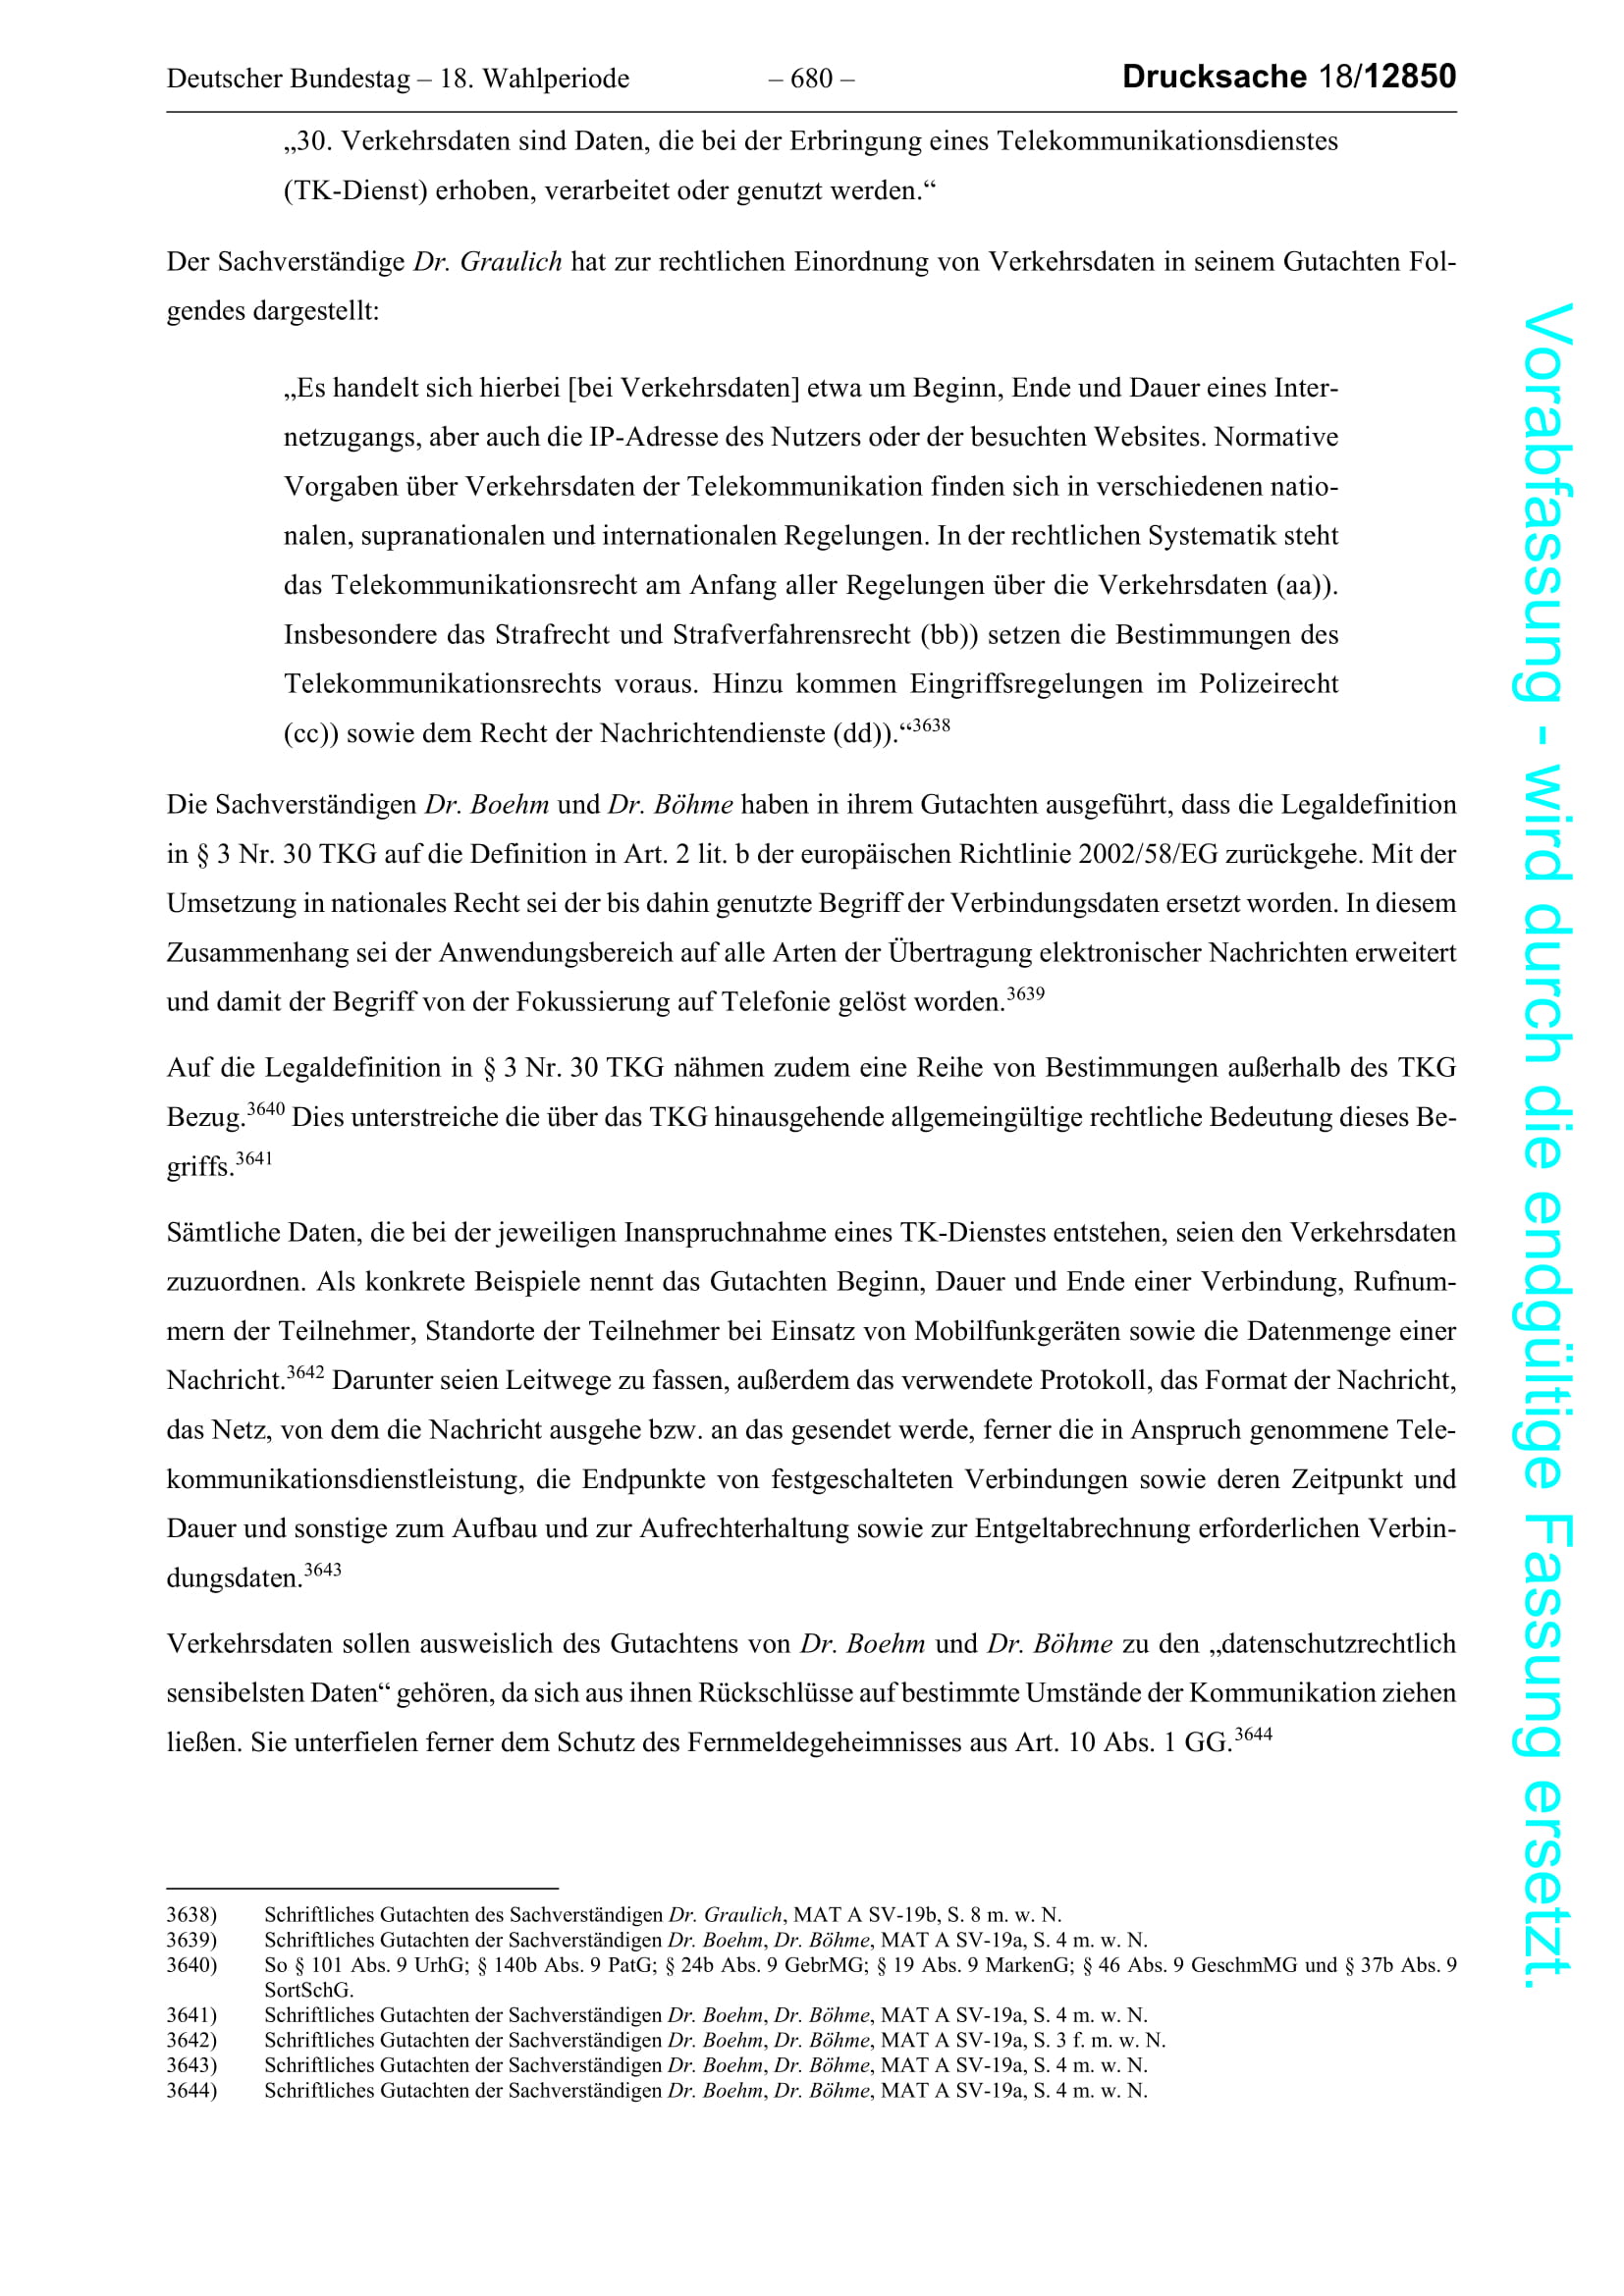 Deutscher Bundestag – 18. Wahlperiode – 680 – Drucksache 18/12850
„30. Verkehrsdaten sind Daten, die bei der Erbringung eines Telekommunikationsdienstes
(TK-Dienst) erhoben, verarbeitet oder genutzt werden.“
Der Sachverständige Dr. Graulich hat zur rechtlichen Einordnung von Verkehrsdaten in seinem Gutachten Fol-
gendes dargestellt:
„Es handelt sich hierbei [bei Verkehrsdaten] etwa um Beginn, Ende und Dauer eines Inter-
netzugangs, aber auch die IP-Adresse des Nutzers oder der besuchten Websites. Normative
Vorgaben über Verkehrsdaten der Telekommunikation finden sich in verschiedenen natio-
nalen, supranationalen und internationalen Regelungen. In der rechtlichen Systematik steht
das Telekommunikationsrecht am Anfang aller Regelungen über die Verkehrsdaten (aa)).
Insbesondere das Strafrecht und Strafverfahrensrecht (bb)) setzen die Bestimmungen des
Telekommunikationsrechts voraus. Hinzu kommen Eingriffsregelungen im Polizeirecht
(cc)) sowie dem Recht der Nachrichtendienste (dd)).“3638
Die Sachverständigen Dr. Boehm und Dr. Böhme haben in ihrem Gutachten ausgeführt, dass die Legaldefinition
in § 3 Nr. 30 TKG auf die Definition in Art. 2 lit. b der europäischen Richtlinie 2002/58/EG zurückgehe. Mit der
Umsetzung in nationales Recht sei der bis dahin genutzte Begriff der Verbindungsdaten ersetzt worden. In diesem
Zusammenhang sei der Anwendungsbereich auf alle Arten der Übertragung elektronischer Nachrichten erweitert
und damit der Begriff von der Fokussierung auf Telefonie gelöst worden.3639
Auf die Legaldefinition in § 3 Nr. 30 TKG nähmen zudem eine Reihe von Bestimmungen außerhalb des TKG
Bezug.3640 Dies unterstreiche die über das TKG hinausgehende allgemeingültige rechtliche Bedeutung dieses Be-
griffs.3641
Sämtliche Daten, die bei der jeweiligen Inanspruchnahme eines TK-Dienstes entstehen, seien den Verkehrsdaten
zuzuordnen. Als konkrete Beispiele nennt das Gutachten Beginn, Dauer und Ende einer Verbindung, Rufnum-
mern der Teilnehmer, Standorte der Teilnehmer bei Einsatz von Mobilfunkgeräten sowie die Datenmenge einer
Nachricht.3642 Darunter seien Leitwege zu fassen, außerdem das verwendete Protokoll, das Format der Nachricht,
das Netz, von dem die Nachricht ausgehe bzw. an das gesendet werde, ferner die in Anspruch genommene Tele-
kommunikationsdienstleistung, die Endpunkte von festgeschalteten Verbindungen sowie deren Zeitpunkt und
Dauer und sonstige zum Aufbau und zur Aufrechterhaltung sowie zur Entgeltabrechnung erforderlichen Verbin-
dungsdaten.3643
Verkehrsdaten sollen ausweislich des Gutachtens von Dr. Boehm und Dr. Böhme zu den „datenschutzrechtlich
sensibelsten Daten“ gehören, da sich aus ihnen Rückschlüsse auf bestimmte Umstände der Kommunikation ziehen
ließen. Sie unterfielen ferner dem Schutz des Fernmeldegeheimnisses aus Art. 10 Abs. 1 GG.3644
3638) Schriftliches Gutachten des Sachverständigen Dr. Graulich, MAT A SV-19b, S. 8 m. w. N.
3639) Schriftliches Gutachten der Sachverständigen Dr. Boehm, Dr. Böhme, MAT A SV-19a, S. 4 m. w. N.
3640) So § 101 Abs. 9 UrhG; § 140b Abs. 9 PatG; § 24b Abs. 9 GebrMG; § 19 Abs. 9 MarkenG; § 46 Abs. 9 GeschmMG und § 37b Abs. 9
SortSchG.
3641) Schriftliches Gutachten der Sachverständigen Dr. Boehm, Dr. Böhme, MAT A SV-19a, S. 4 m. w. N.
3642) Schriftliches Gutachten der Sachverständigen Dr. Boehm, Dr. Böhme, MAT A SV-19a, S. 3 f. m. w. N.
3643) Schriftliches Gutachten der Sachverständigen Dr. Boehm, Dr. Böhme, MAT A SV-19a, S. 4 m. w. N.
3644) Schriftliches Gutachten der Sachverständigen Dr. Boehm, Dr. Böhme, MAT A SV-19a, S. 4 m. w. N.
Vorabfassung - wird durch die endgültige Fassung ersetzt.